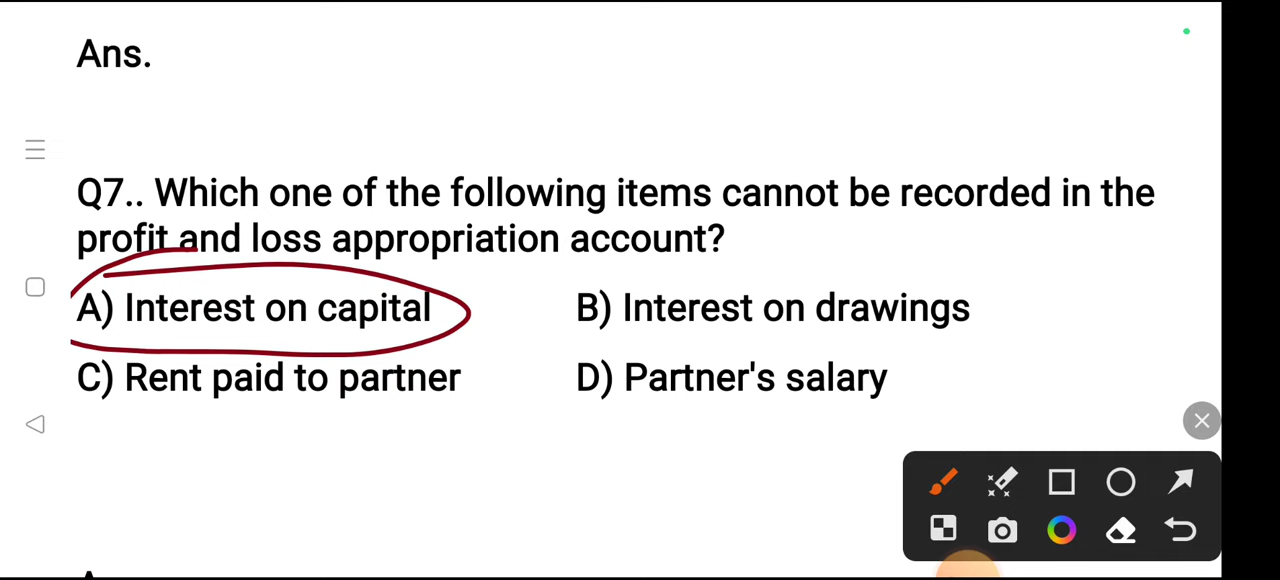 Ans.
Q7.. Which one of the following items cannot be recorded in the
profit and loss appropriation account?
A) Interest on capital B) Interest on drawings
C) Rent paid to partner D) Partner's salary